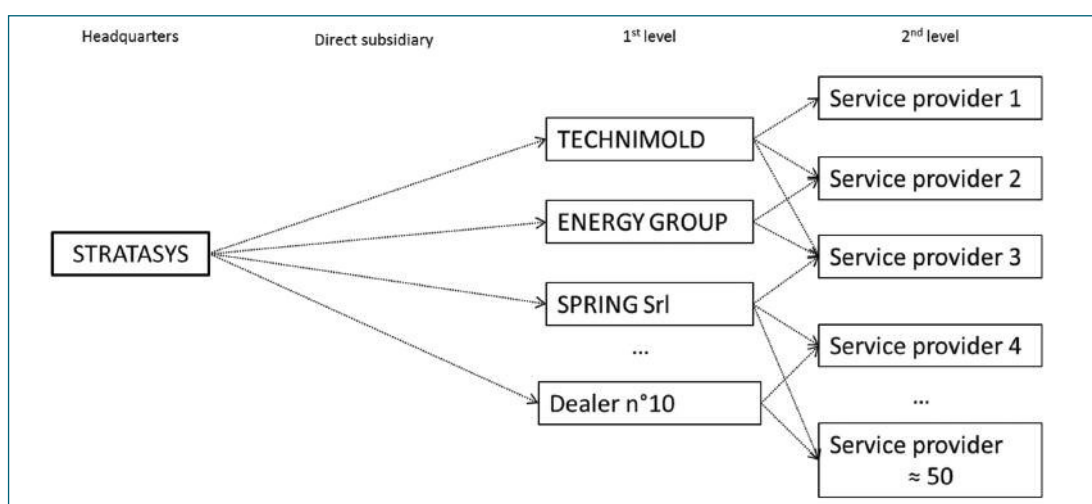 Headquarters
Direct subsidiary
1st level
2nd level
STRATASYS
TECHNIMOLD
ENERGY GROUP
SPRING Srl
...
Dealer n°10
Service provider 1
Service provider 2
Service provider 3
Service provider 4
...
Service provider
≈ 50